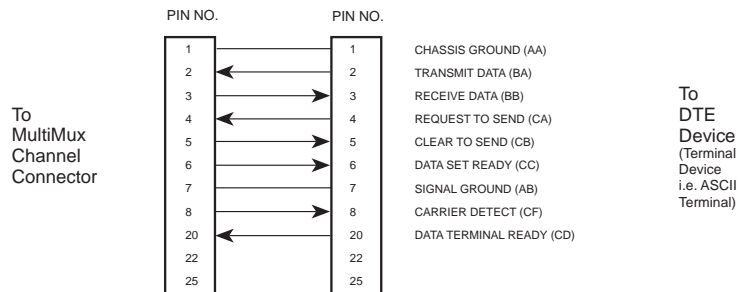 PIN NO. PIN NO.
1 1 CHASSIS GROUND (AA)
2 2 TRANSMIT DATA (BA)
3 3 RECEIVE DATA (BB)
4 4 REQUEST TO SEND (CA)
5 5 CLEAR TO SEND (CB)
6 6 DATA SET READY (CC)
7 7 SIGNAL GROUND (AB)
8 8 CARRIER DETECT (CF)
20 20 DATA TERMINAL READY (CD)
22 22
25 25
To
MultiMux
Channel
Connector
To
DTE
Device
(Terminal
Device
i.e. ASCII
Terminal)